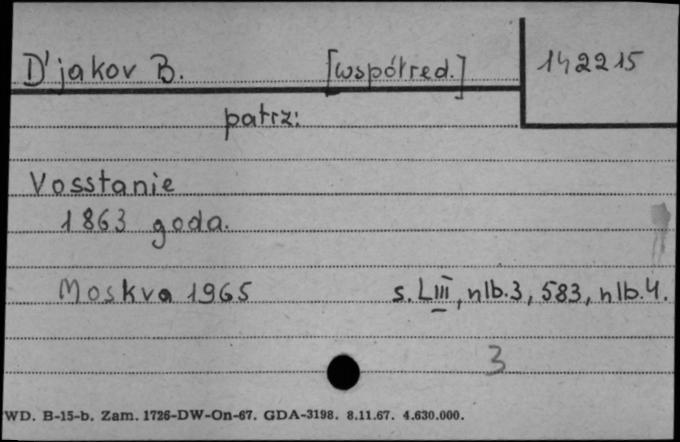 D'jakov B. [współred.] 142215
patrz:
Vosstanie
1863 goda.
Moskva 1965 s. LIII, nlb.3, 583, nlb.4.
3
WD. B-15-b. Zam. 1726-DW-On-67. GDA-3198. 8.11.67. 4.630.000.